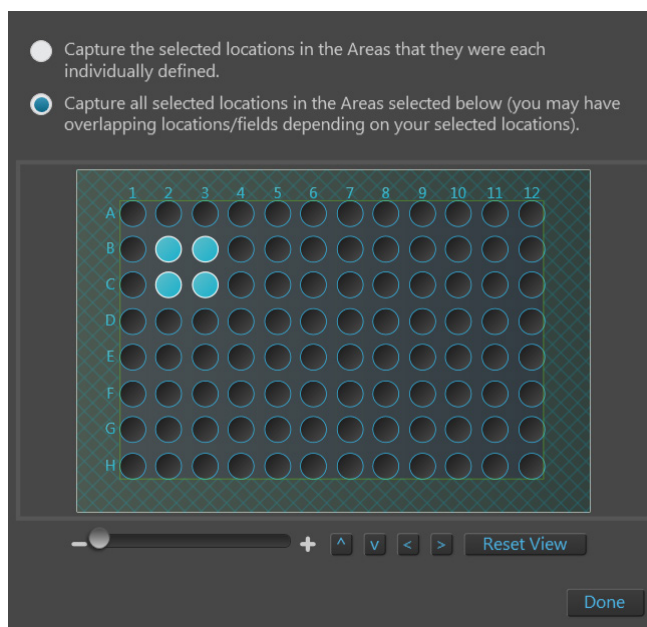 Capture the selected locations in the Areas that they were each
individually defined.
Capture all selected locations in the Areas selected below (you may have
overlapping locations/fields depending on your selected locations).
1 2 3 4 5 6 7 8 9 10 11 12
A
B
C
D
E
F
G
H
- + ^ v < > Reset View
Done